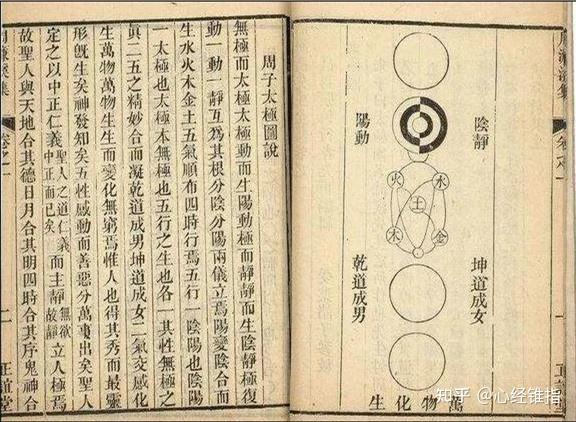 陰靜
陽動
水
火
土
金
木
坤道成女
乾道成男
萬物化生
周子太極圖說
無極而太極太極動而生陽動極而靜靜而生陰靜極復
動一動一靜互爲其根分陰分陽兩儀立焉陽變陰合而
生水火木金土五氣順布四時行焉五行一陰陽也陰陽
一太極也太極本無極也五行之生也各一其性無極之
眞二五之精妙合而凝乾道成男坤道成女二氣交感化
生萬物萬物生生而變化無窮焉惟人也得其秀而最靈
形旣生矣神發知矣五性感動而善惡分萬事出矣聖人
定之以中正仁義聖人之道仁義中正而已矣而主靜無欲故靜立人極焉
故聖人與天地合其德日月合其明四時合其序鬼神合
濂溪集
卷之一
二
正誼堂
知乎 @心经锥指